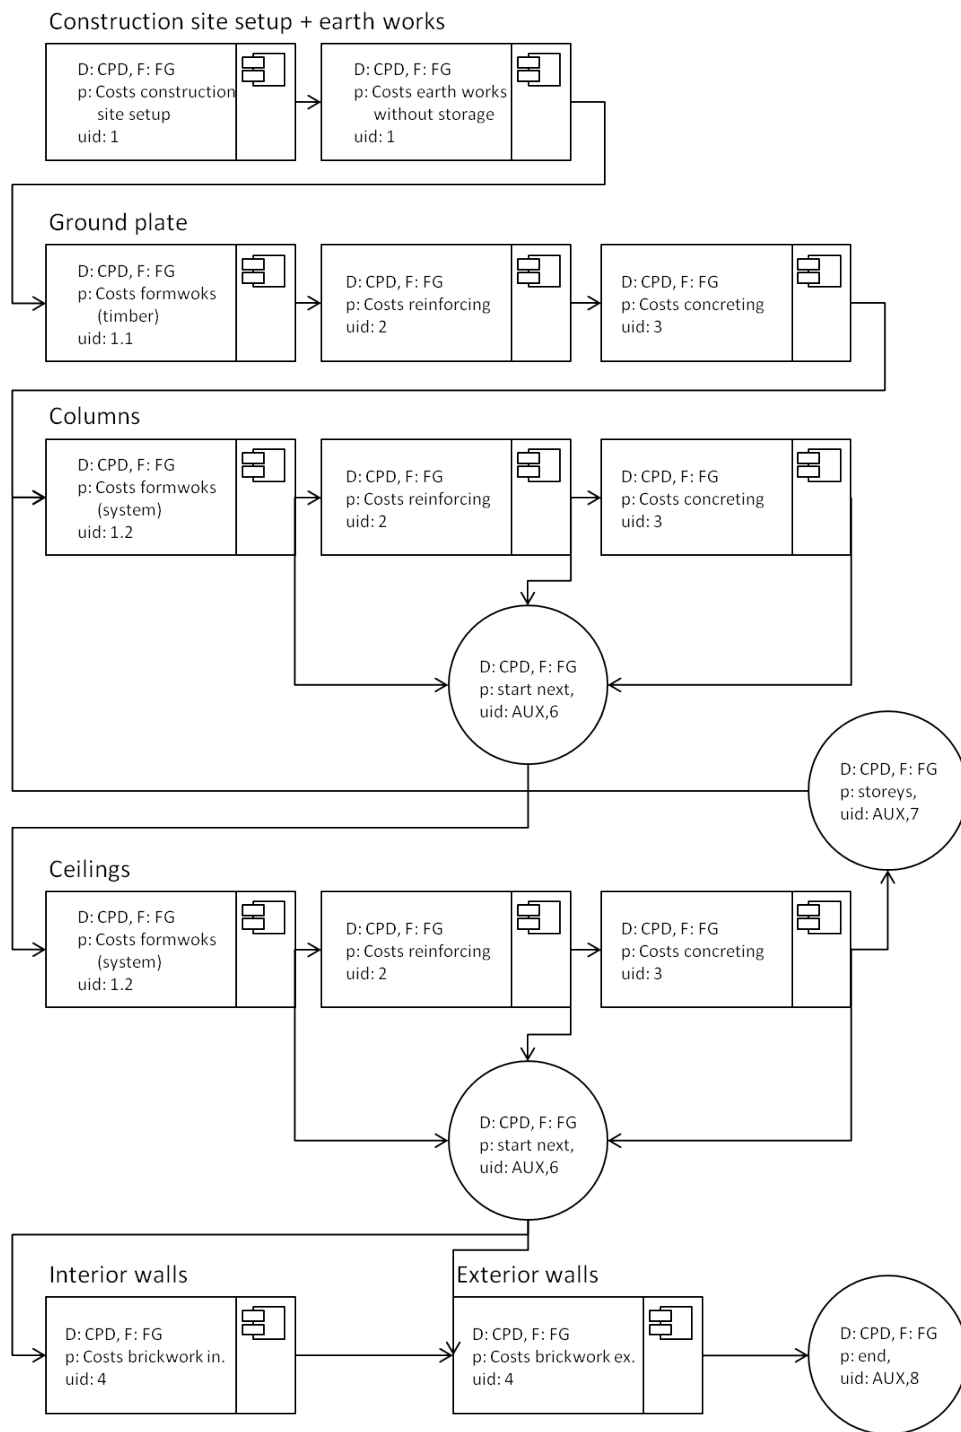 Construction site setup + earth works
D: CPD, F: FG
p: Costs construction
site setup
uid: 1
D: CPD, F: FG
p: Costs earth works
without storage
uid: 1
Ground plate
D: CPD, F: FG
p: Costs formwoks
(timber)
uid: 1.1
D: CPD, F: FG
p: Costs reinforcing
uid: 2
D: CPD, F: FG
p: Costs concreting
uid: 3
Columns
D: CPD, F: FG
p: Costs formwoks
(system)
uid: 1.2
D: CPD, F: FG
p: Costs reinforcing
uid: 2
D: CPD, F: FG
p: Costs concreting
uid: 3
D: CPD, F: FG
p: start next,
uid: AUX,6
D: CPD, F: FG
p: storeys,
uid: AUX,7
Ceilings
D: CPD, F: FG
p: Costs formwoks
(system)
uid: 1.2
D: CPD, F: FG
p: Costs reinforcing
uid: 2
D: CPD, F: FG
p: Costs concreting
uid: 3
D: CPD, F: FG
p: start next,
uid: AUX,6
Interior walls
D: CPD, F: FG
p: Costs brickwork in.
uid: 4
Exterior walls
D: CPD, F: FG
p: Costs brickwork ex.
uid: 4
D: CPD, F: FG
p: end,
uid: AUX,8